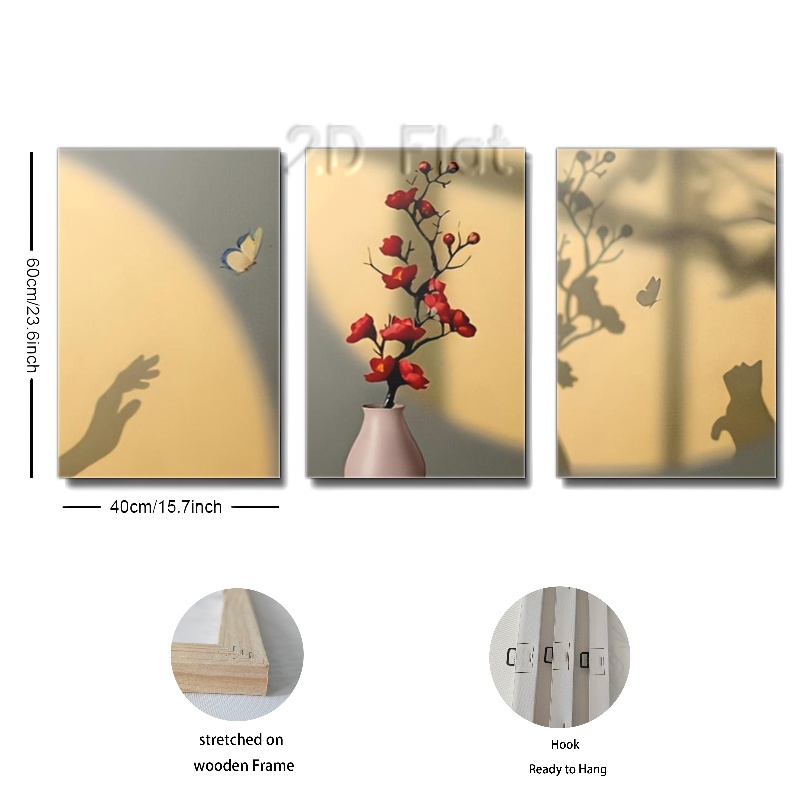 2D Flat
60cm/23.6inch
40cm/15.7inch
stretched on
wooden Frame
Hook
Ready to Hang